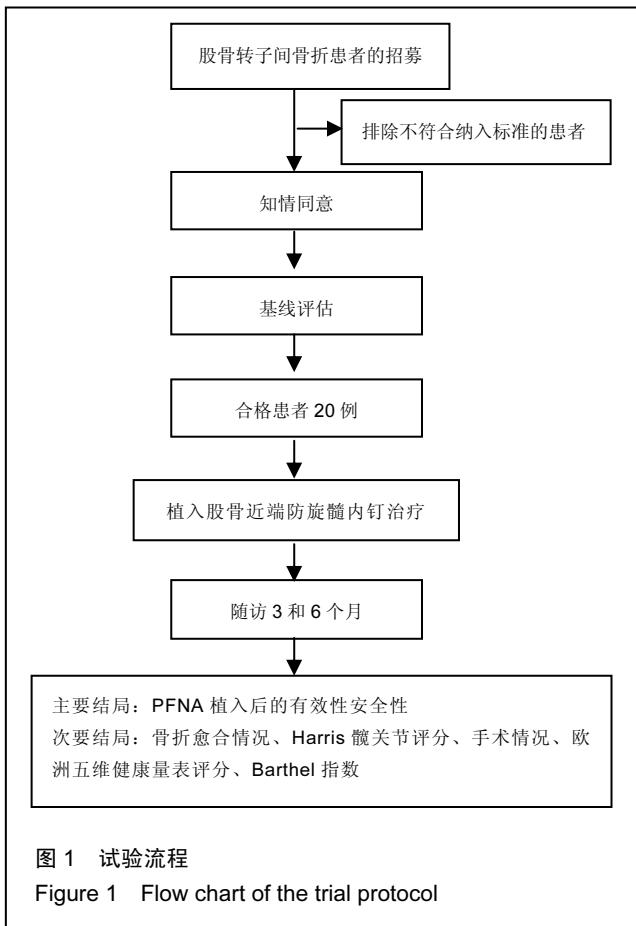 股骨转子间骨折患者的招募
排除不符合纳入标准的患者
知情同意
基线评估
合格患者 20 例
植入股骨近端防旋髓内钉治疗
随访 3 和 6 个月
主要结局：PFNA 植入后的有效性安全性
次要结局：骨折愈合情况、Harris 髋关节评分、手术情况、欧
洲五维健康量表评分、Barthel 指数
图 1　试验流程
Figure 1　Flow chart of the trial protocol